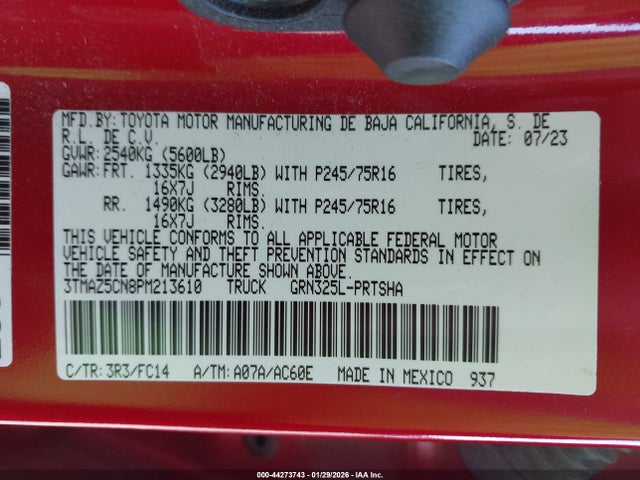 MFD. BY: TOYOTA MOTOR MANUFACTURING DE BAJA CALIFORNIA, S. DE
R. L. DE C. V. DATE: 07/23
GVWR: 2540KG (5600LB)
GAWR: FRT. 1335KG (2940LB) WITH P245/75R16 TIRES,
16X7J RIMS.
RR. 1490KG (3280LB) WITH P245/75R16 TIRES,
16X7J RIMS.
THIS VEHICLE CONFORMS TO ALL APPLICABLE FEDERAL MOTOR
VEHICLE SAFETY AND THEFT PREVENTION STANDARDS IN EFFECT ON
THE DATE OF MANUFACTURE SHOWN ABOVE.
3TMAZ5CN8PM213610 TRUCK GRN325L-PRTSHA
C/TR: 3R3/FC14 A/TM: A07A/AC60E MADE IN MEXICO 937
000-44273743 - 01/29/2026 - IAA Inc.